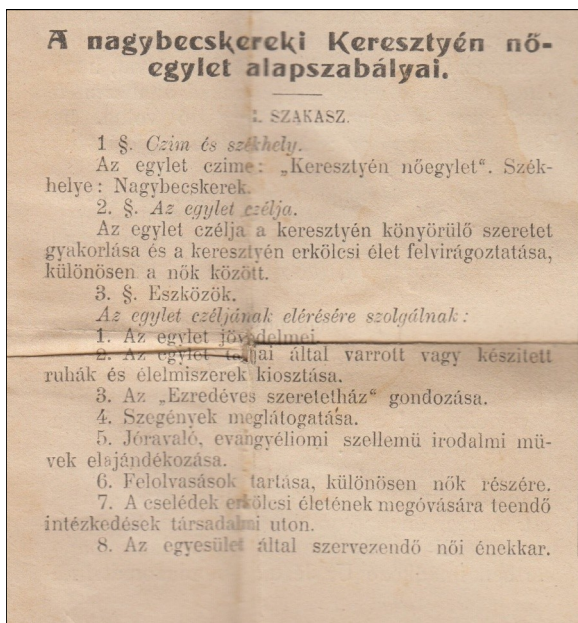 A nagybecskereki Keresztyén nő-
egylet alapszabályai.
I. SZAKASZ.
1 §. Czim és székhely.
Az egylet czime: „Keresztyén nőegylet“. Szék-
helye: Nagybecskerek.
2. §. Az egylet czélja.
Az egylet czélja a keresztyén könyörülő szeretet
gyakorlása és a keresztyén erkölcsi élet felvirágoztatása,
különösen a nők között.
3. §. Eszközök.
Az egylet czéljának elérésére szolgálnak:
1. Az egylet jövedelmei.
2. Az egylet tagjai által varrott vagy készitett
ruhák és élelmiszerek kiosztása.
3. Az „Ezredéves szeretetház“ gondozása.
4. Szegények meglátogatása.
5. Jóravaló, evangyéliomi szellemü irodalmi mü-
vek elajándékozása.
6. Felolvasások tartása, különösen nők részére.
7. A cselédek erkölcsi életének megóvására teendő
intézkedések társadalmi uton.
8. Az egyesület által szervezendő női énekkar.